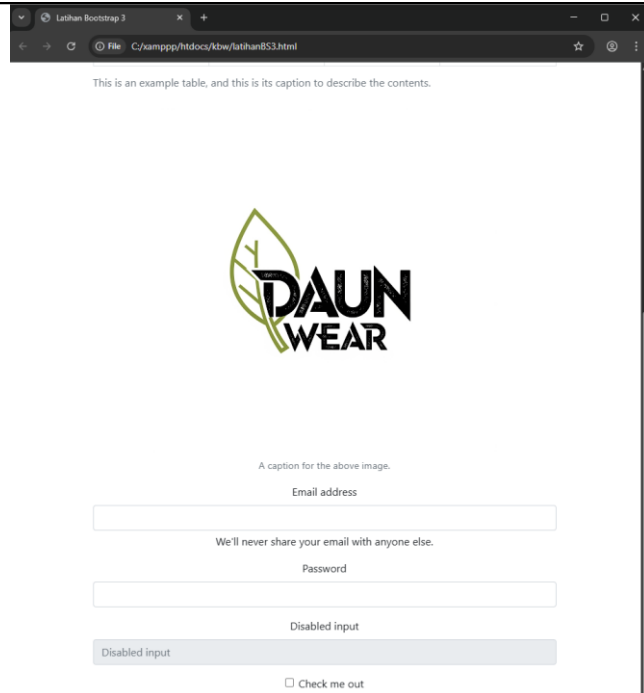 Latihan Bootstrap 3
File C:/xamppp/htdocs/kbw/latihanBS3.html
This is an example table, and this is its caption to describe the contents.
DAUN
WEAR
A caption for the above image.
Email address
We'll never share your email with anyone else.
Password
Disabled input
Disabled input
Check me out